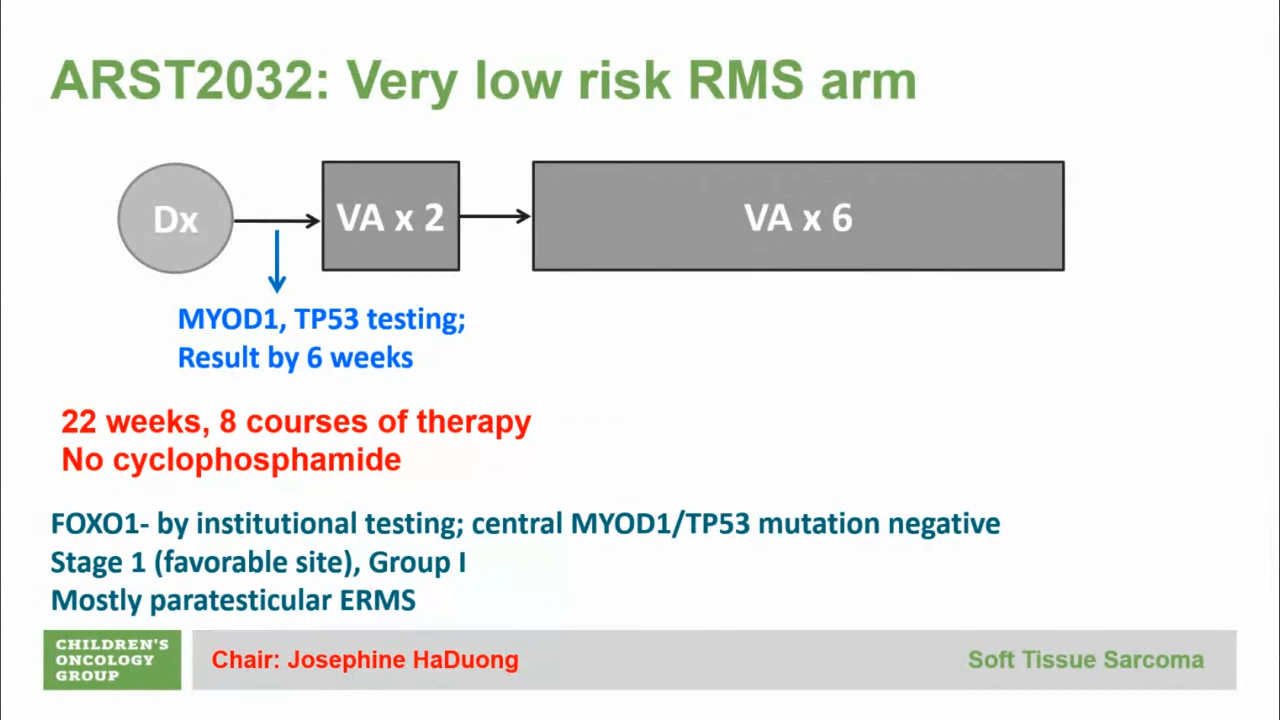 ARST2032: Very low risk RMS arm
Dx
VA x 2
VA x 6
MYOD1, TP53 testing;
Result by 6 weeks
22 weeks, 8 courses of therapy
No cyclophosphamide
FOXO1- by institutional testing; central MYOD1/TP53 mutation negative
Stage 1 (favorable site), Group I
Mostly paratesticular ERMS
CHILDREN'S
ONCOLOGY
GROUP
Chair: Josephine HaDuong
Soft Tissue Sarcoma